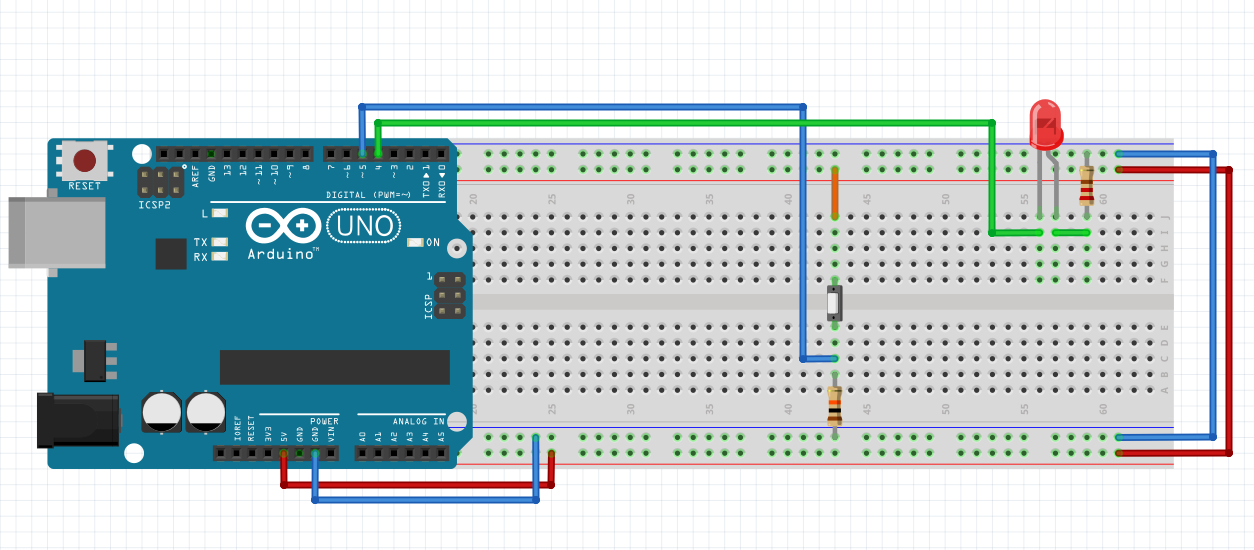 RESET
ICSP2
AREF
GND
13
12
~11
~10
~9
8
7
~6
~5
4
~3
2
TX0▶1
RX0◀0
DIGITAL (PWM=~)
L
TX
RX
Arduino™
UNO
ON
1
ICSP
IOREF
RESET
3V3
5V
GND
GND
VIN
POWER
ANALOG IN
A0
A1
A2
A3
A4
A5
20
25
30
35
40
45
50
55
60
J
I
H
G
F
E
D
C
B
A
20
25
30
35
40
45
50
55
60